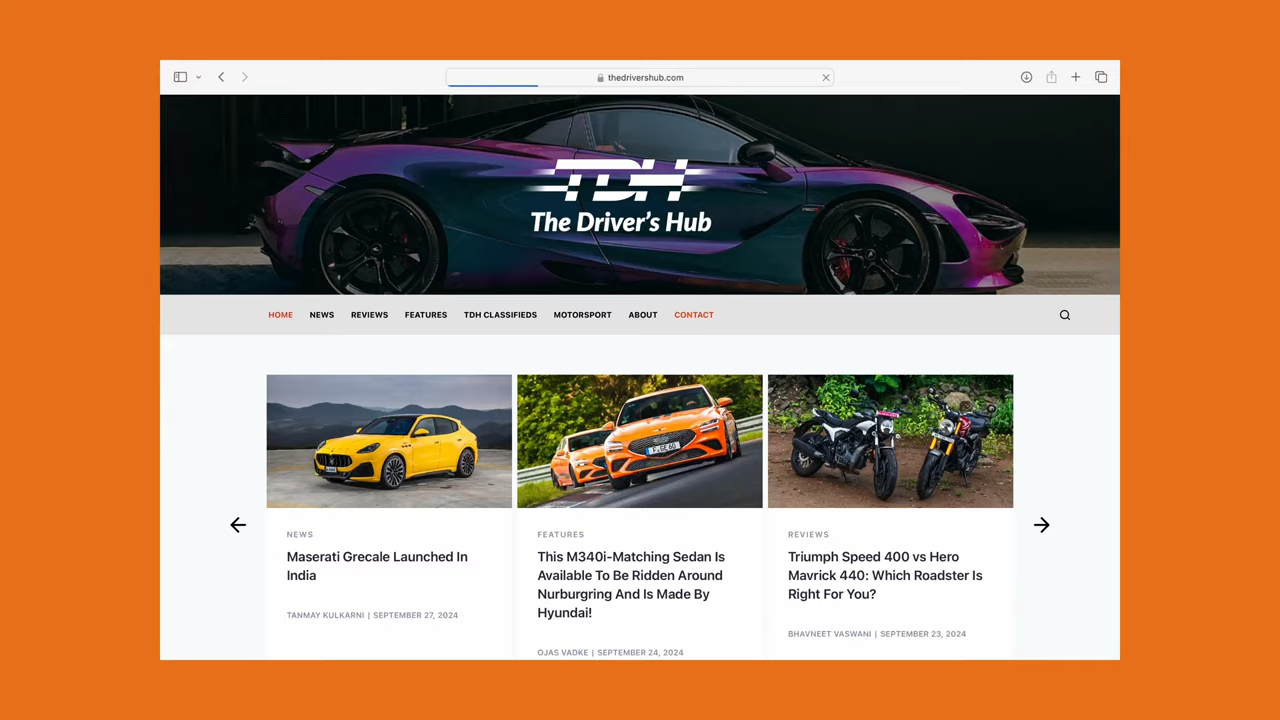 thedrivershub.com
TDH
The Driver's Hub
HOME NEWS REVIEWS FEATURES TDH CLASSIFIEDS MOTORSPORT ABOUT CONTACT
NEWS
Maserati Grecale Launched In
India
TANMAY KULKARNI | SEPTEMBER 27, 2024
FEATURES
This M340i-Matching Sedan Is
Available To Be Ridden Around
Nurburgring And Is Made By
Hyundai!
OJAS VADKE | SEPTEMBER 24, 2024
REVIEWS
Triumph Speed 400 vs Hero
Mavrick 440: Which Roadster Is
Right For You?
BHAVNEET VASWANI | SEPTEMBER 23, 2024